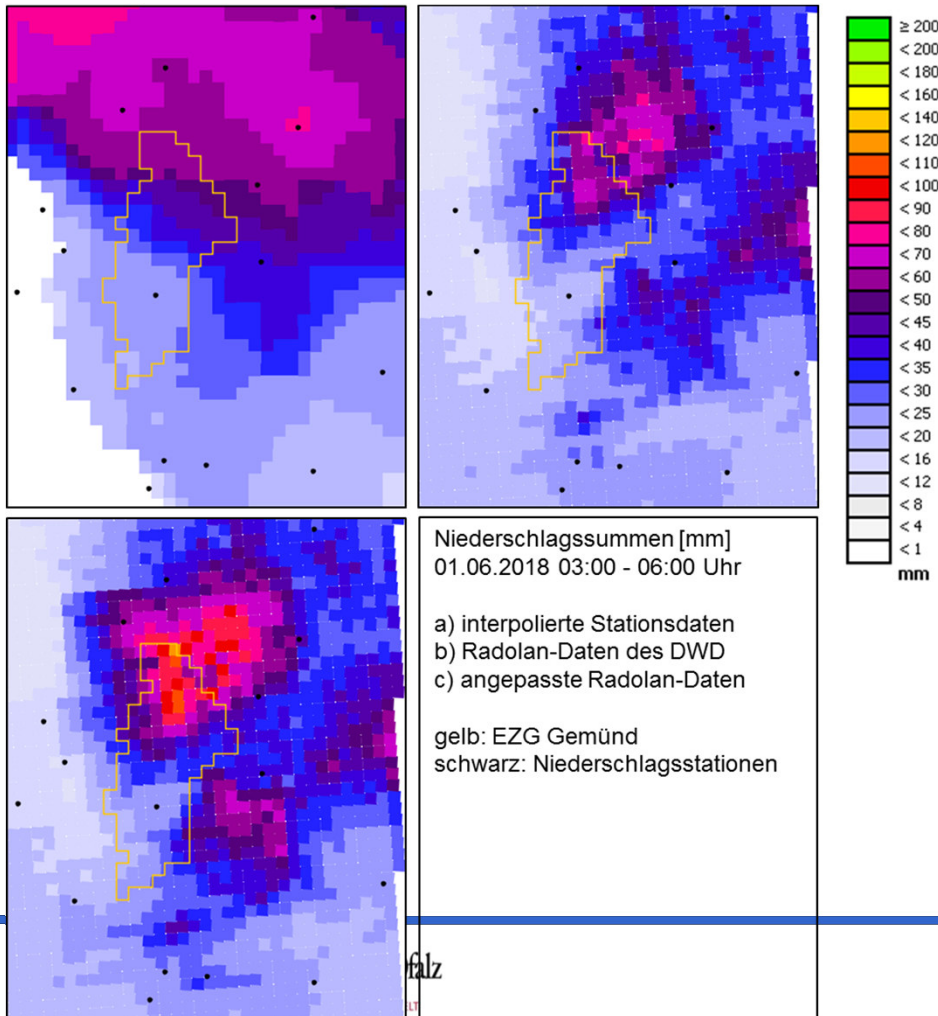 ≥ 200
< 200
< 180
< 160
< 140
< 120
< 110
< 100
< 90
< 80
< 70
< 60
< 50
< 45
< 40
< 35
< 30
< 25
< 20
< 16
< 12
< 8
< 4
< 1
mm
Niederschlagssummen [mm]
01.06.2018 03:00 - 06:00 Uhr
a) interpolierte Stationsdaten
b) Radolan-Daten des DWD
c) angepasste Radolan-Daten
gelb: EZG Gemünd
schwarz: Niederschlagsstationen
falz